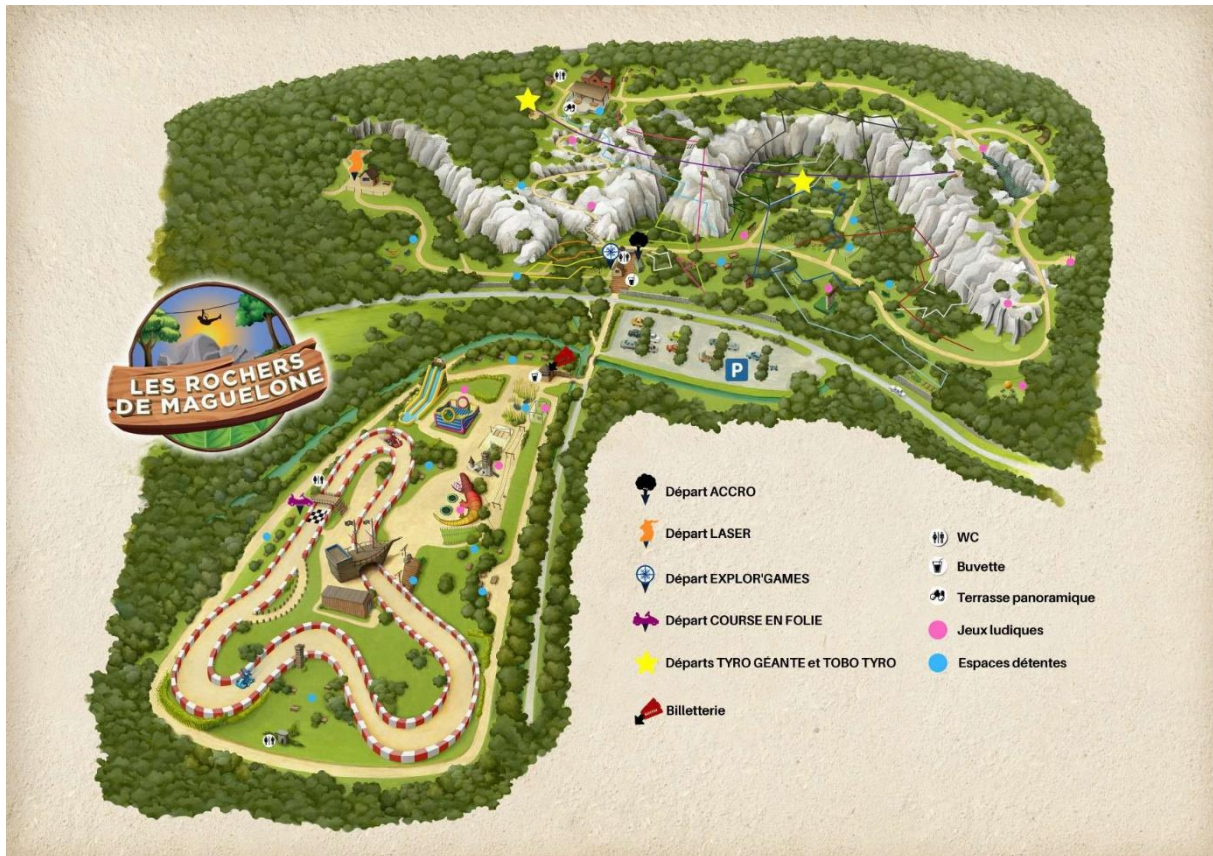 LES ROCHERS
DE MAGUELONE
P
Départ ACCRO
Départ LASER
Départ EXPLOR'GAMES
Départ COURSE EN FOLIE
Départs TYRO GÉANTE et TOBO TYRO
Billetterie
WC
Buvette
Terrasse panoramique
Jeux ludiques
Espaces détentes